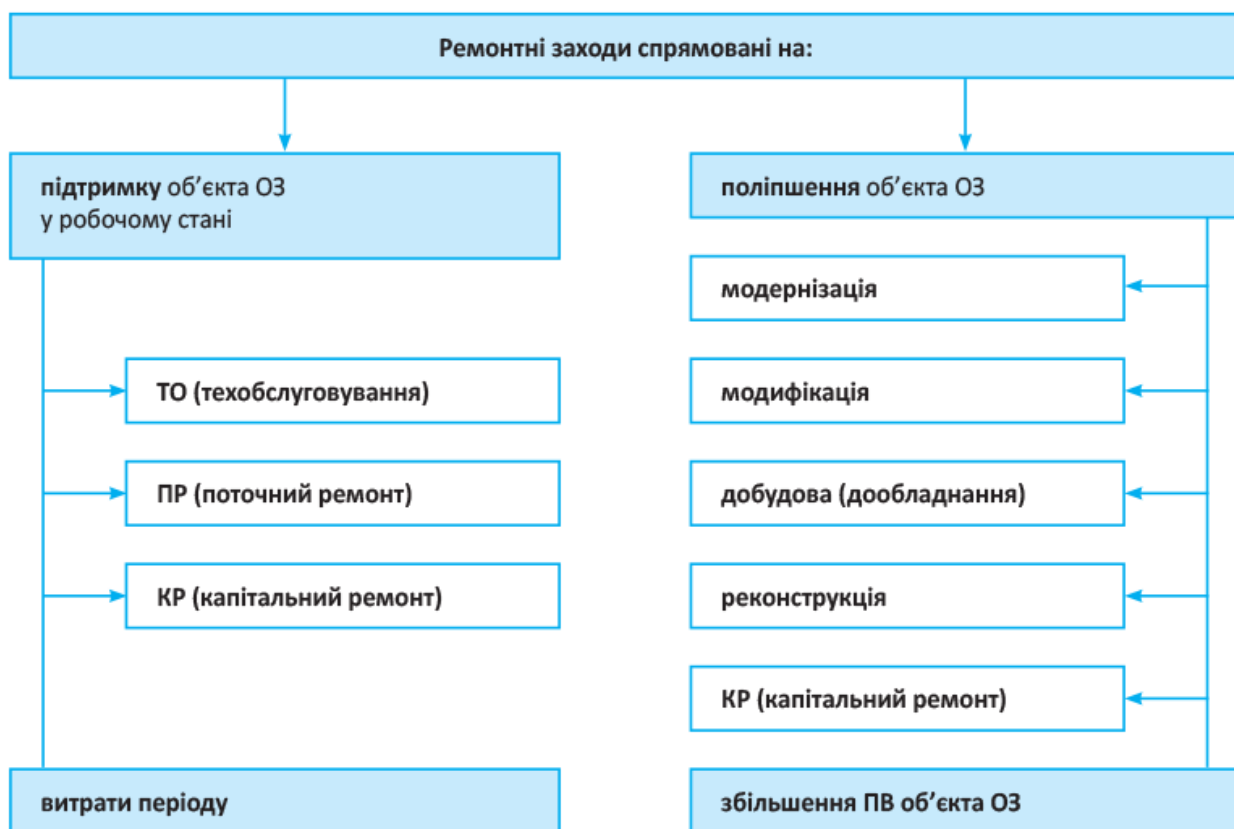 Ремонтні заходи спрямовані на:
підтримку об’єкта ОЗ
у робочому стані
ТО (техобслуговування)
ПР (поточний ремонт)
КР (капітальний ремонт)
витрати періоду
поліпшення об’єкта ОЗ
модернізація
модифікація
добудова (дообладнання)
реконструкція
КР (капітальний ремонт)
збільшення ПВ об’єкта ОЗ